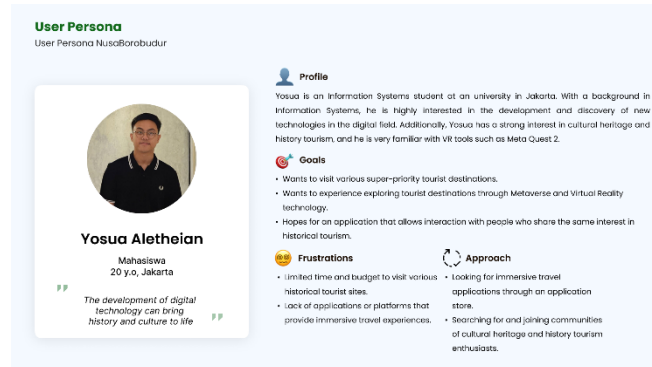 User Persona
User Persona NusaBorobudur
Yosua Aletheian
Mahasiswa
20 y.o, Jakarta
The development of digital
technology can bring
history and culture to life
Profile
Yosua is an Information Systems student at an university in Jakarta. With a background in
Information Systems, he is highly interested in the development and discovery of new
technologies in the digital field. Additionally, Yosua has a strong interest in cultural heritage and
history tourism, and he is very familiar with VR tools such as Meta Quest 2.
Goals
• Wants to visit various super-priority tourist destinations.
• Wants to experience exploring tourist destinations through Metaverse and Virtual Reality
technology.
• Hopes for an application that allows interaction with people who share the same interest in
historical tourism.
Frustrations
• Limited time and budget to visit various
historical tourist sites.
• Lack of applications or platforms that
provide immersive travel experiences.
Approach
• Looking for immersive travel
applications through an application
store.
• Searching for and joining communities
of cultural heritage and history tourism
enthusiasts.